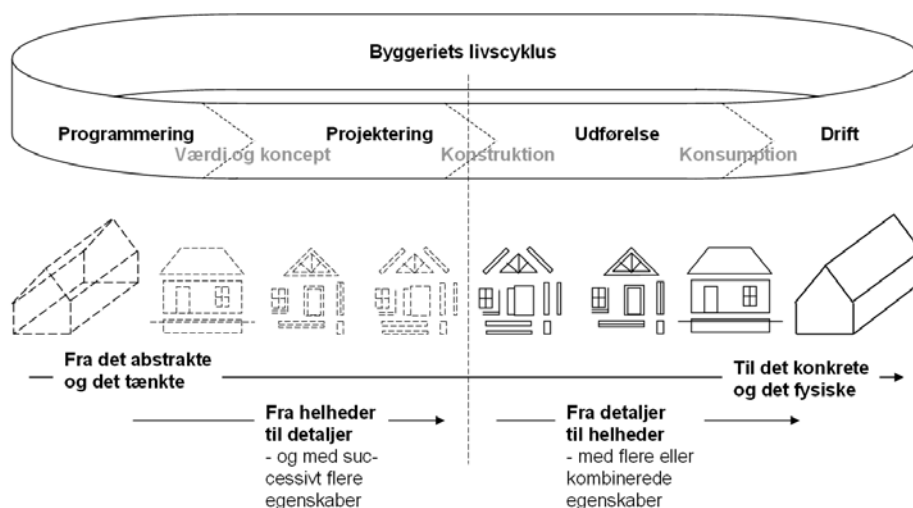 Byggeriets livscyklus
Programmering
Projektering
Udførelse
Drift
Værdi og koncept
Konstruktion
Konsumption
Fra det abstrakte
og det tænkte
Til det konkrete
og det fysiske
Fra helheder
til detaljer
- og med suc-
cessivt flere
egenskaber
Fra detaljer
til helheder
- med flere eller
kombinerede
egenskaber